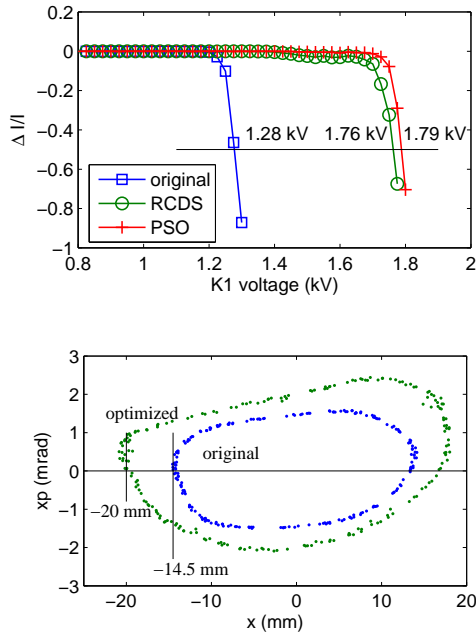 0.2
0
−0.2
−0.4
−0.6
−0.8
−1
Δ I/I
1.28 kV
1.76 kV
1.79 kV
original
RCDS
PSO
0.8
1
1.2
1.4
1.6
1.8
2
K1 voltage (kV)
3
2
1
0
−1
−2
−3
xp (mrad)
optimized
original
−20 mm
−14.5 mm
−20
−10
0
10
20
x (mm)